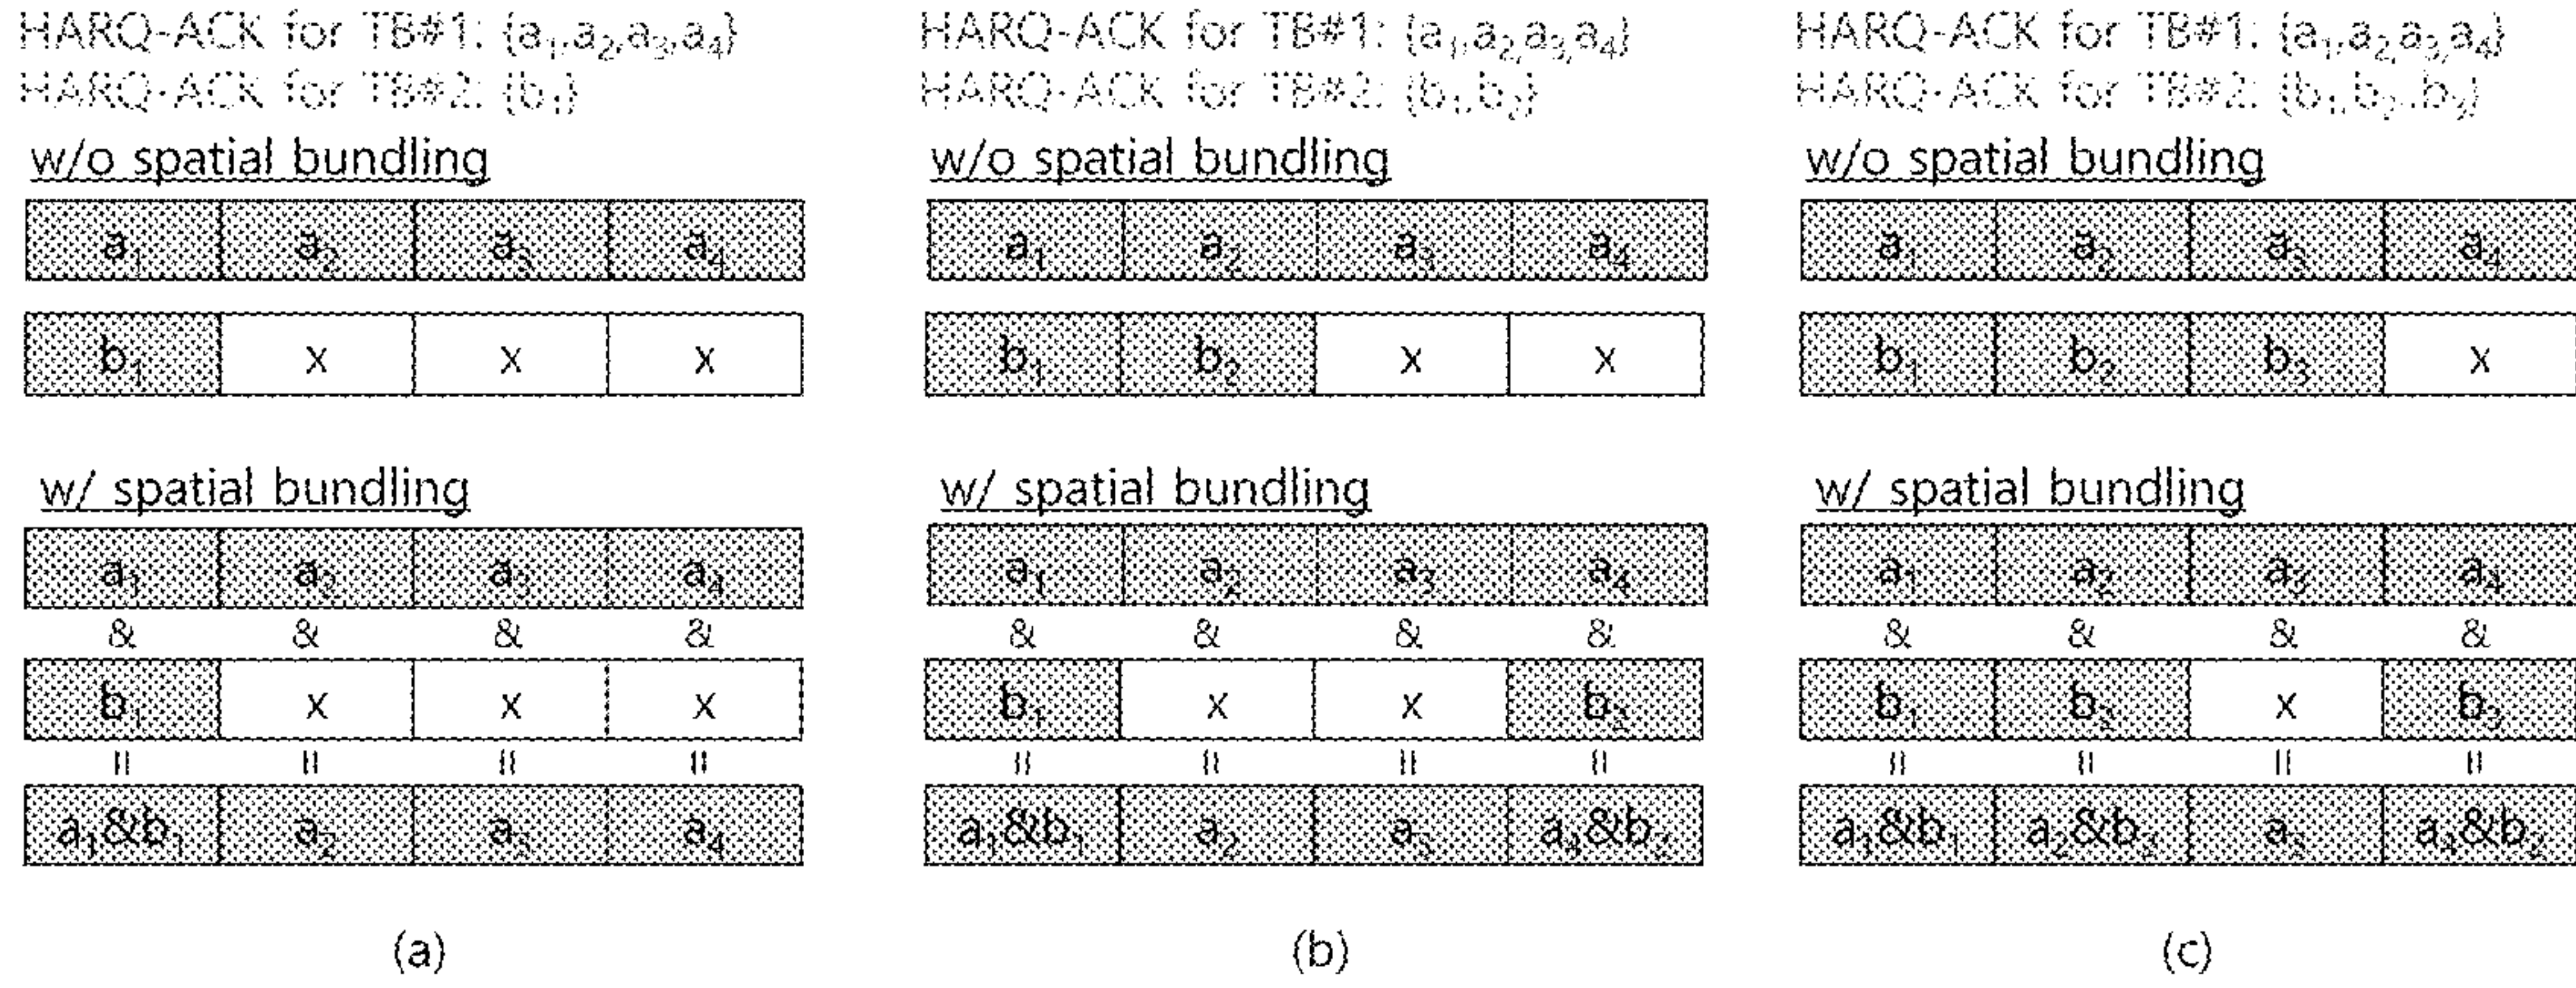 HARQ-ACK for TB#1: {a₁,a₂,a₃,a₄}
HARQ-ACK for TB#2: {b₁}
w/o spatial bundling
a₁ a₂ a₃ a₄
b₁ x x x
w/ spatial bundling
a₁ a₂ a₃ a₄
& & & &
b₁ x x x
= = = =
a₁&b₁ a₂ a₃ a₄
(a)
HARQ-ACK for TB#1: {a₁,a₂,a₃,a₄}
HARQ-ACK for TB#2: {b₁,b₂}
w/o spatial bundling
a₁ a₂ a₃ a₄
b₁ b₂ x x
w/ spatial bundling
a₁ a₂ a₃ a₄
& & & &
b₁ x x b₂
= = = =
a₁&b₁ a₂ a₃ a₄&b₂
(b)
HARQ-ACK for TB#1: {a₁,a₂,a₃,a₄}
HARQ-ACK for TB#2: {b₁,b₂,b₃}
w/o spatial bundling
a₁ a₂ a₃ a₄
b₁ b₂ b₃ x
w/ spatial bundling
a₁ a₂ a₃ a₄
& & & &
b₁ b₂ x b₃
= = = =
a₁&b₁ a₂&b₂ a₃
(c)